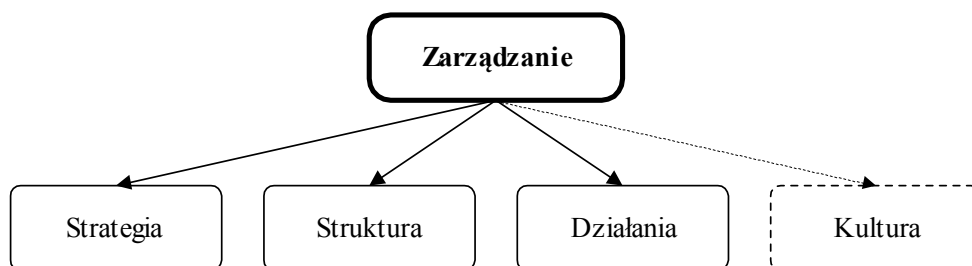 Zarządzanie
Strategia
Struktura
Działania
Kultura